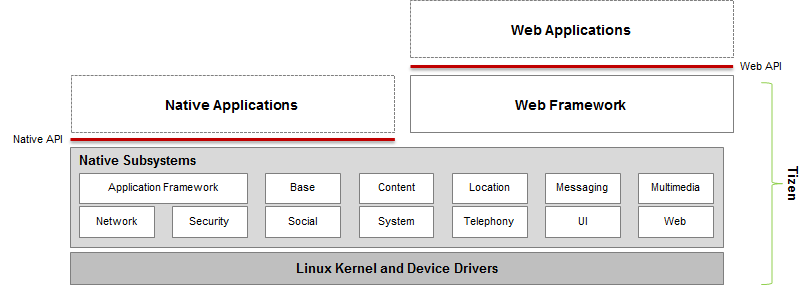 Web Applications
Web API
Native Applications
Web Framework
Native API
Native Subsystems
Application Framework
Base
Content
Location
Messaging
Multimedia
Network
Security
Social
System
Telephony
UI
Web
Tizen
Linux Kernel and Device Drivers